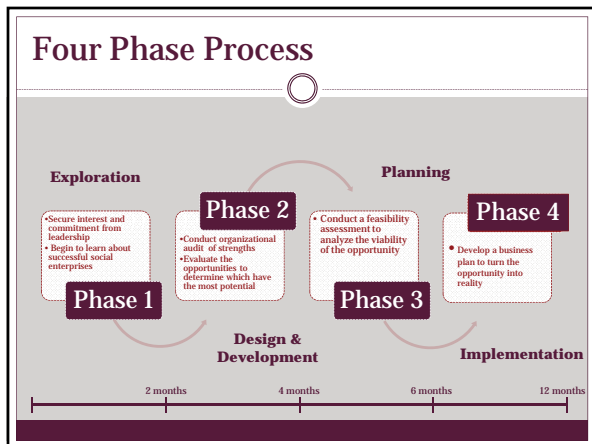 Four Phase Process
Exploration
•Secure interest and
commitment from
leadership
• Begin to learn about
successful social
enterprises
Phase 1
Phase 2
•Conduct organizational
audit of strengths
•Evaluate the
opportunities to
determine which have
the most potential
Design &
Development
Planning
• Conduct a feasibility
assessment to
analyze the viability
of the opportunity
Phase 3
Phase 4
• Develop a business
plan to turn the
opportunity into
reality
Implementation
2 months
4 months
6 months
12 months